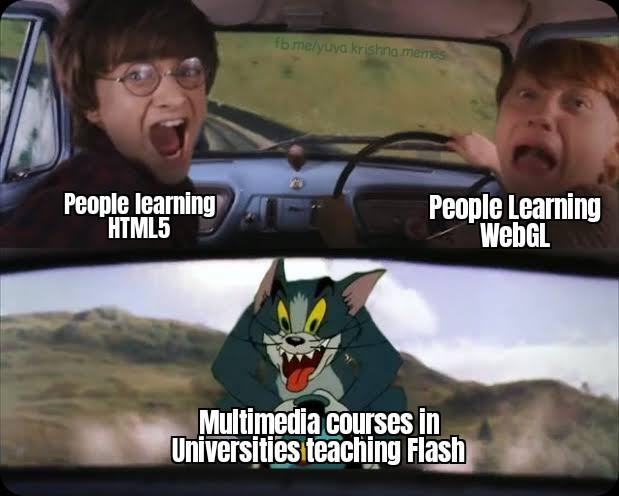 fb.me/yuva.krishna.memes
People learning
HTML5
People Learning
WebGL
Multimedia courses in
Universities teaching Flash